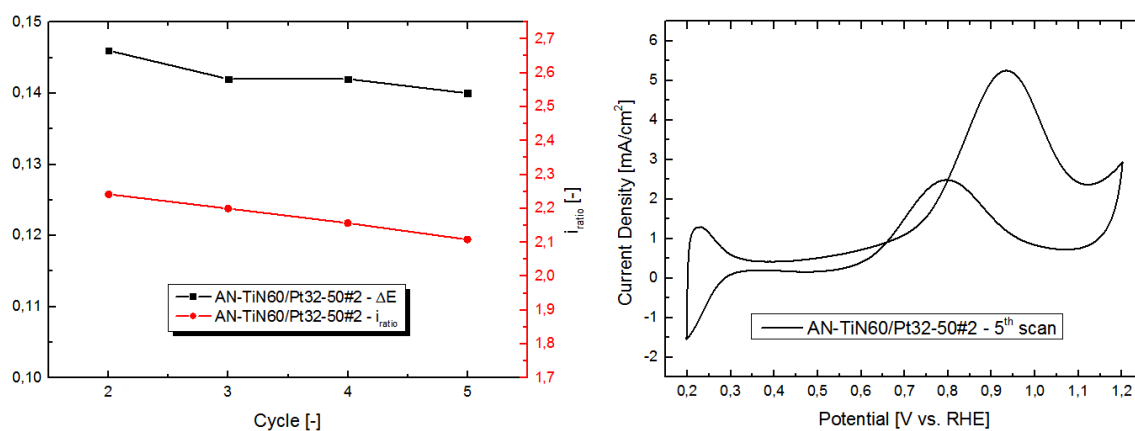 0,15
0,14
0,13
0,12
0,11
0,10
2 3 4 5
Cycle [-]
2,7
2,6
2,5
2,4
2,3
2,2
2,1
2,0
1,9
1,8
1,7
i_ratio [-]
AN-TiN60/Pt32-50#2 - ΔE
AN-TiN60/Pt32-50#2 - i_ratio
6
5
4
3
2
1
0
-1
-2
Current Density [mA/cm²]
AN-TiN60/Pt32-50#2 - 5th scan
0,2 0,3 0,4 0,5 0,6 0,7 0,8 0,9 1,0 1,1 1,2
Potential [V vs. RHE]